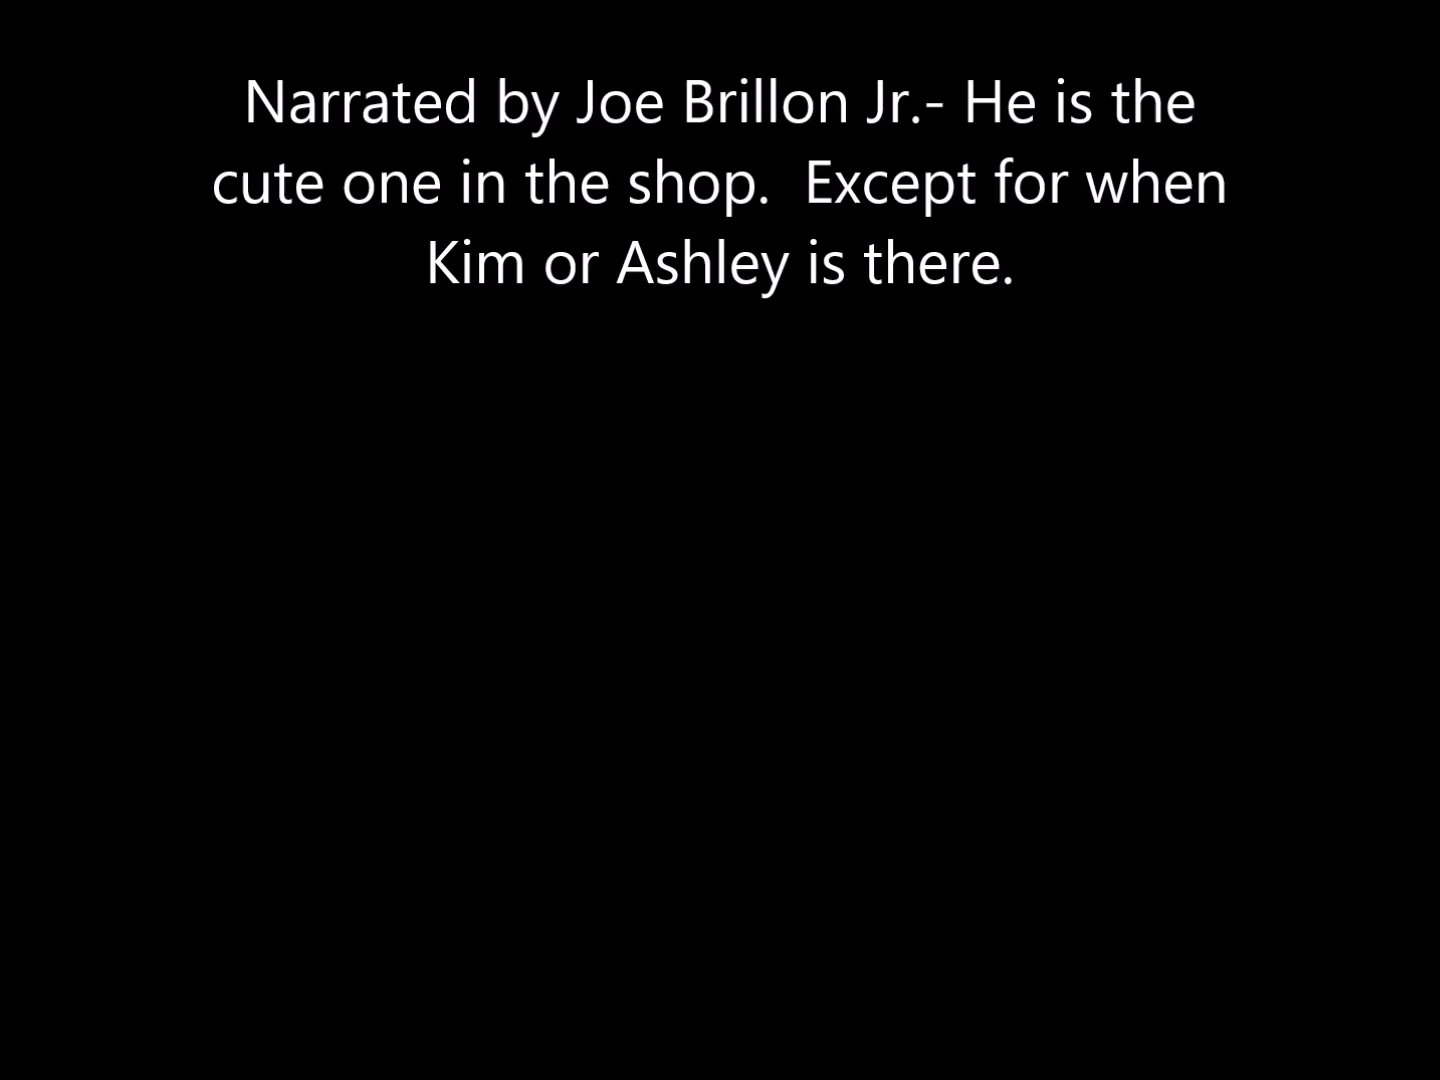 Narrated by Joe Brillon Jr.- He is the
cute one in the shop.  Except for when
Kim or Ashley is there.